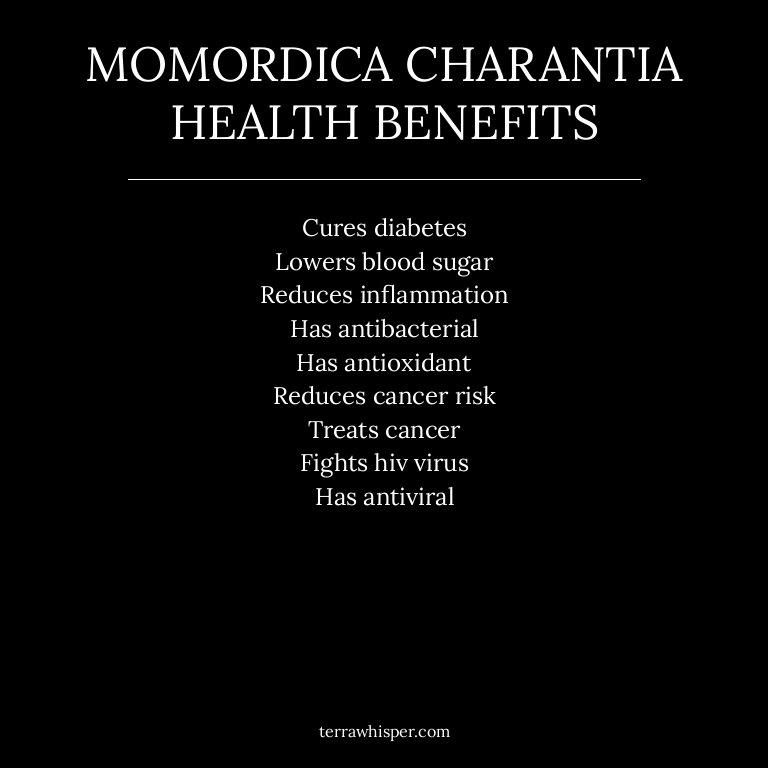 MOMORDICA CHARANTIA
HEALTH BENEFITS
Cures diabetes
Lowers blood sugar
Reduces inflammation
Has antibacterial
Has antioxidant
Reduces cancer risk
Treats cancer
Fights hiv virus
Has antiviral
terrawhisper.com